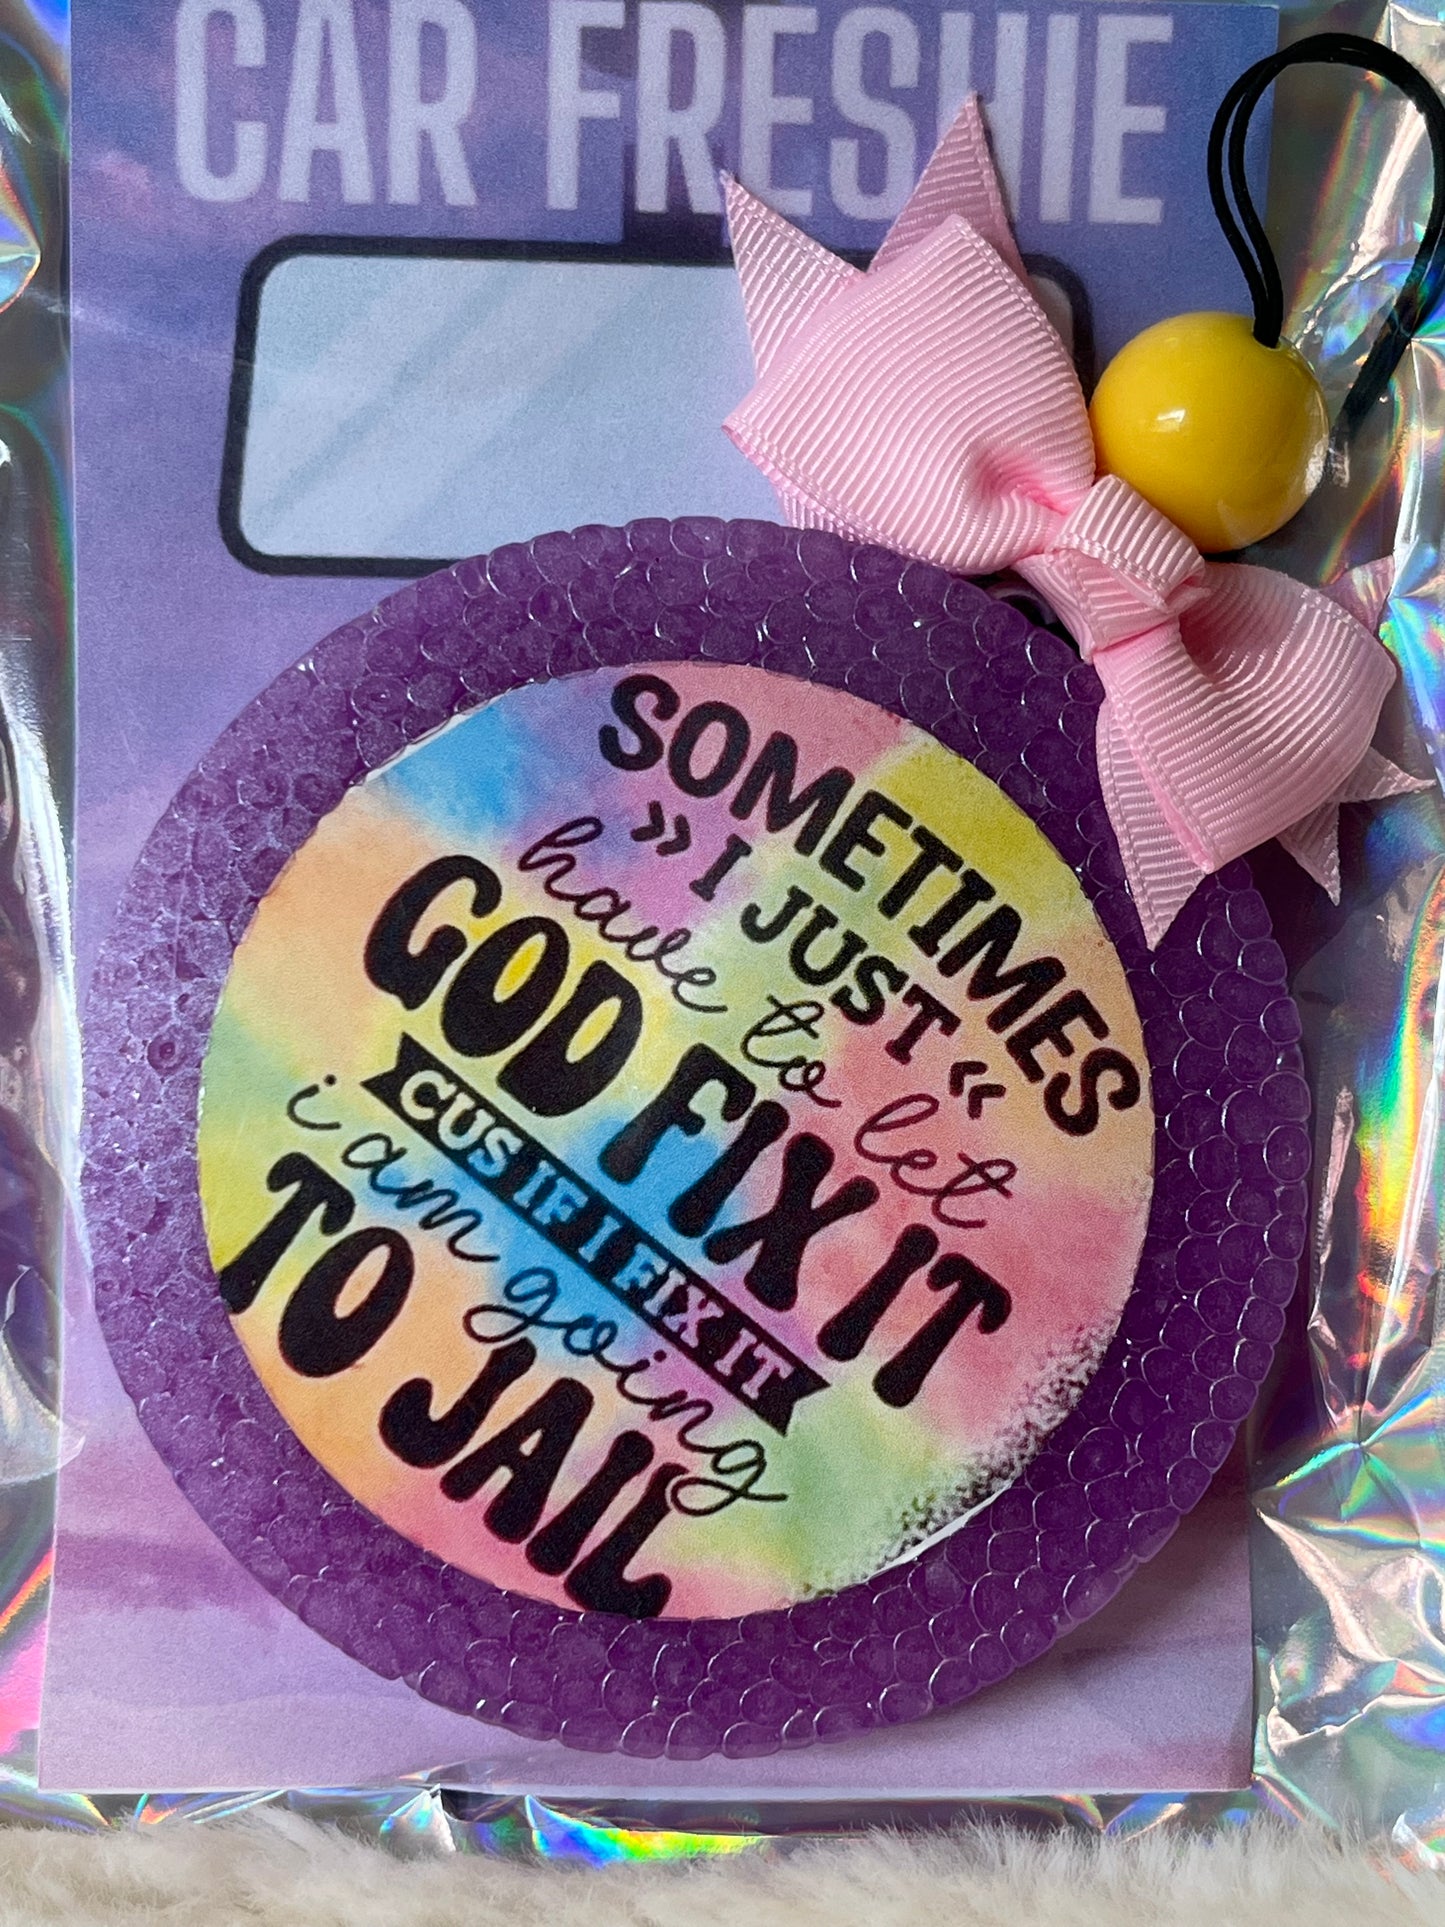 CAR FRESHIE
SOMETIMES
» I JUST «
have to let
GOD FIX IT
CUS IF I FIX IT
i am going
TO JAIL